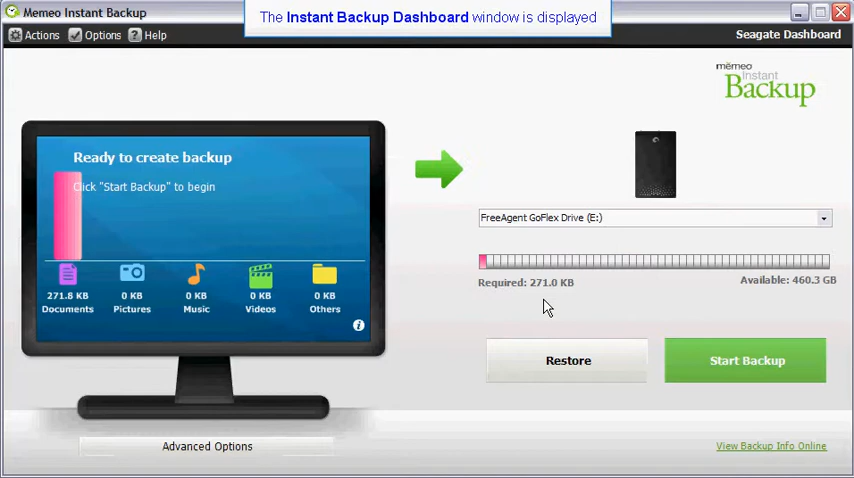 Memeo Instant Backup
The Instant Backup Dashboard window is displayed
Actions Options ? Help
Seagate Dashboard
mëmeo
Instant
Backup
Ready to create backup
Click "Start Backup" to begin
FreeAgent GoFlex Drive (E:)
271.8 KB 0 KB 0 KB 0 KB 0 KB
Documents Pictures Music Videos Others
i
Required: 271.0 KB
Available: 460.3 GB
Restore
Start Backup
Advanced Options
View Backup Info Online